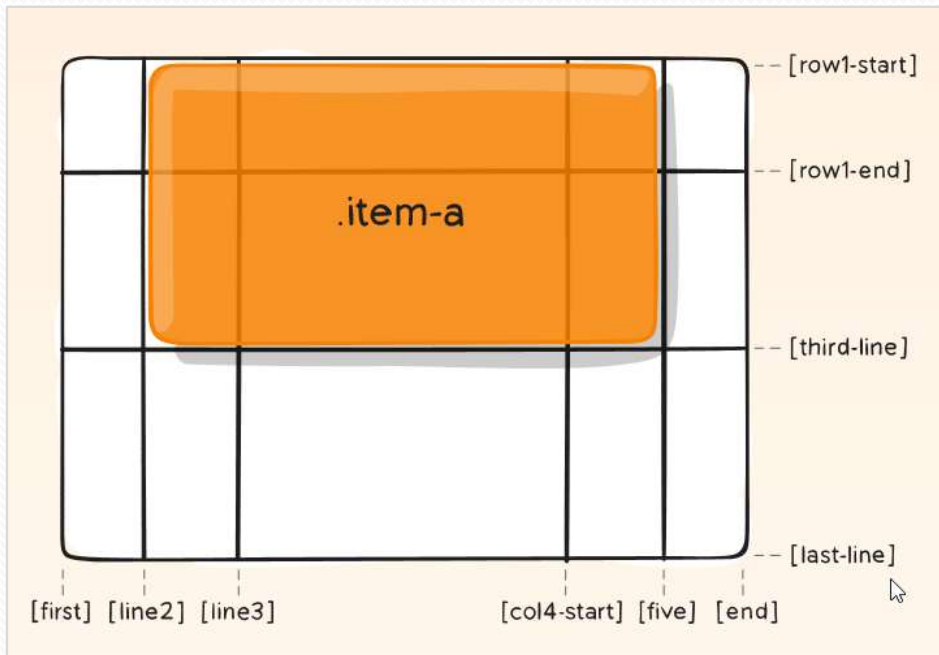 [row1-start]
[row1-end]
.item-a
[third-line]
[last-line]
[first] [line2] [line3] [col4-start] [five] [end]